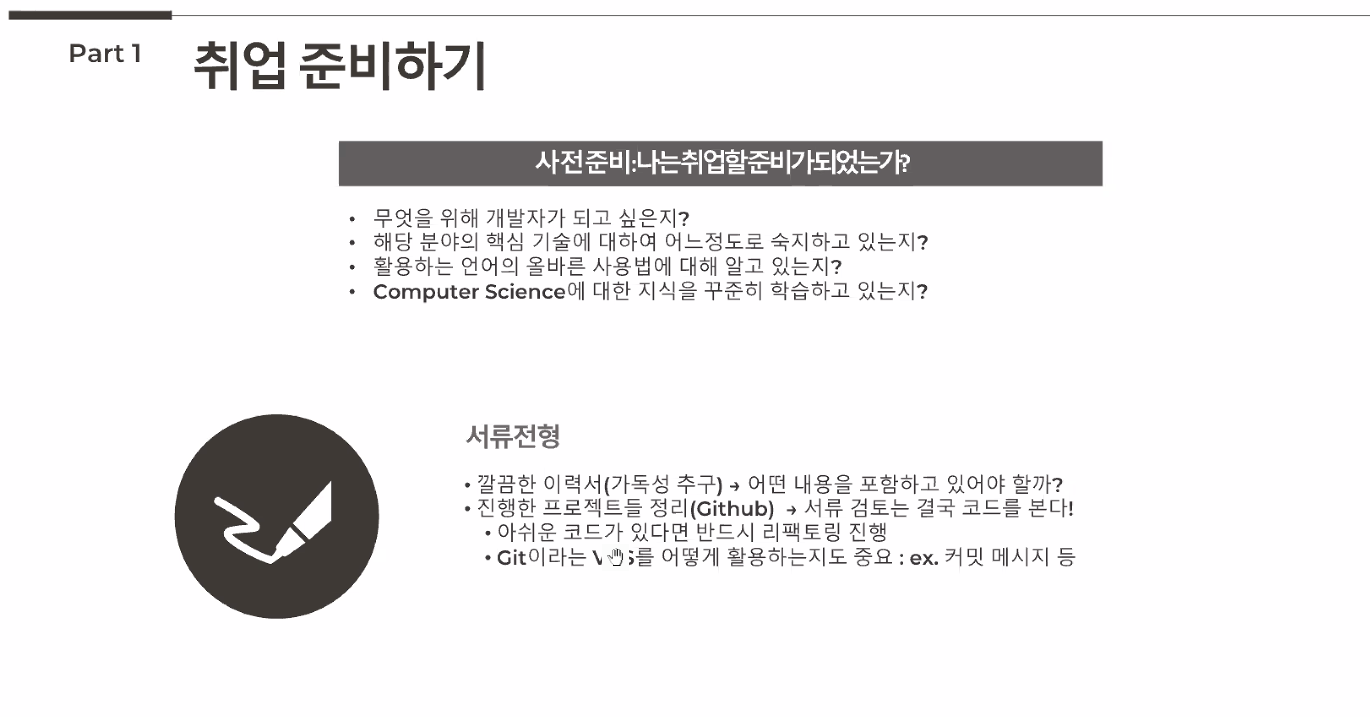 Part 1
취업 준비하기
사전 준비:나는 취업할 준비가 되었는가?
• 무엇을 위해 개발자가 되고 싶은지?
• 해당 분야의 핵심 기술에 대하여 어느정도로 숙지하고 있는지?
• 활용하는 언어의 올바른 사용법에 대해 알고 있는지?
• Computer Science에 대한 지식을 꾸준히 학습하고 있는지?
서류전형
• 깔끔한 이력서(가독성 추구) → 어떤 내용을 포함하고 있어야 할까?
• 진행한 프로젝트들 정리(Github) → 서류 검토는 결국 코드를 본다!
• 아쉬운 코드가 있다면 반드시 리팩토링 진행
• Git이라는 어떻게 활용하는지도 중요 : ex. 커밋 메시지 등